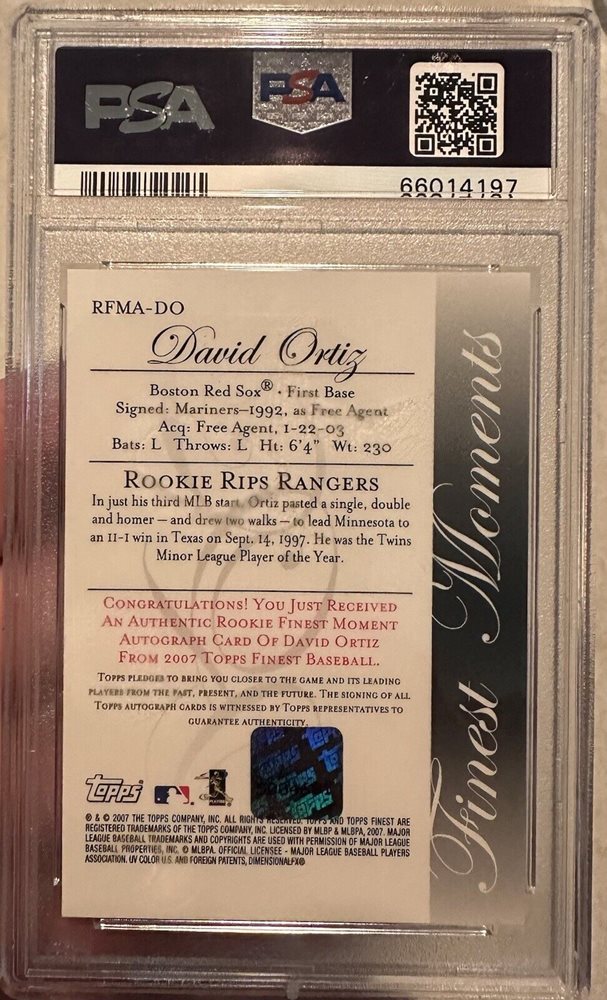 PSA
PSA
66014197
RFMA-DO
David Ortiz
Boston Red Sox® · First Base
Signed: Mariners–1992, as Free Agent
Acq: Free Agent, 1-22-03
Bats: L Throws: L Ht: 6'4" Wt: 230
Rookie Rips Rangers
In just his third MLB start, Ortiz pasted a single, double
and homer — and drew two walks — to lead Minnesota to
an 11-1 win in Texas on Sept. 14, 1997. He was the Twins
Minor League Player of the Year.
Congratulations! You Just Received
An Authentic Rookie Finest Moment
Autograph Card Of David Ortiz
From 2007 Topps Finest Baseball.
Topps pledges to bring you closer to the game and its leading
players from the past, present, and the future. The signing of all
Topps autograph cards is witnessed by Topps representatives to
guarantee authenticity.
topps
® & © 2007 THE TOPPS COMPANY, INC. ALL RIGHTS RESERVED. TOPPS AND TOPPS FINEST ARE
REGISTERED TRADEMARKS OF THE TOPPS COMPANY, INC. LICENSED BY MLBP & MLBPA, 2007. MAJOR
LEAGUE BASEBALL TRADEMARKS AND COPYRIGHTS ARE USED WITH PERMISSION OF MAJOR LEAGUE
BASEBALL PROPERTIES, INC. © MLBPA. OFFICIAL LICENSEE - MAJOR LEAGUE BASEBALL PLAYERS
ASSOCIATION. UV COLOR U.S. AND FOREIGN PATENTS, DIMENSIONALFX®
Finest Moments